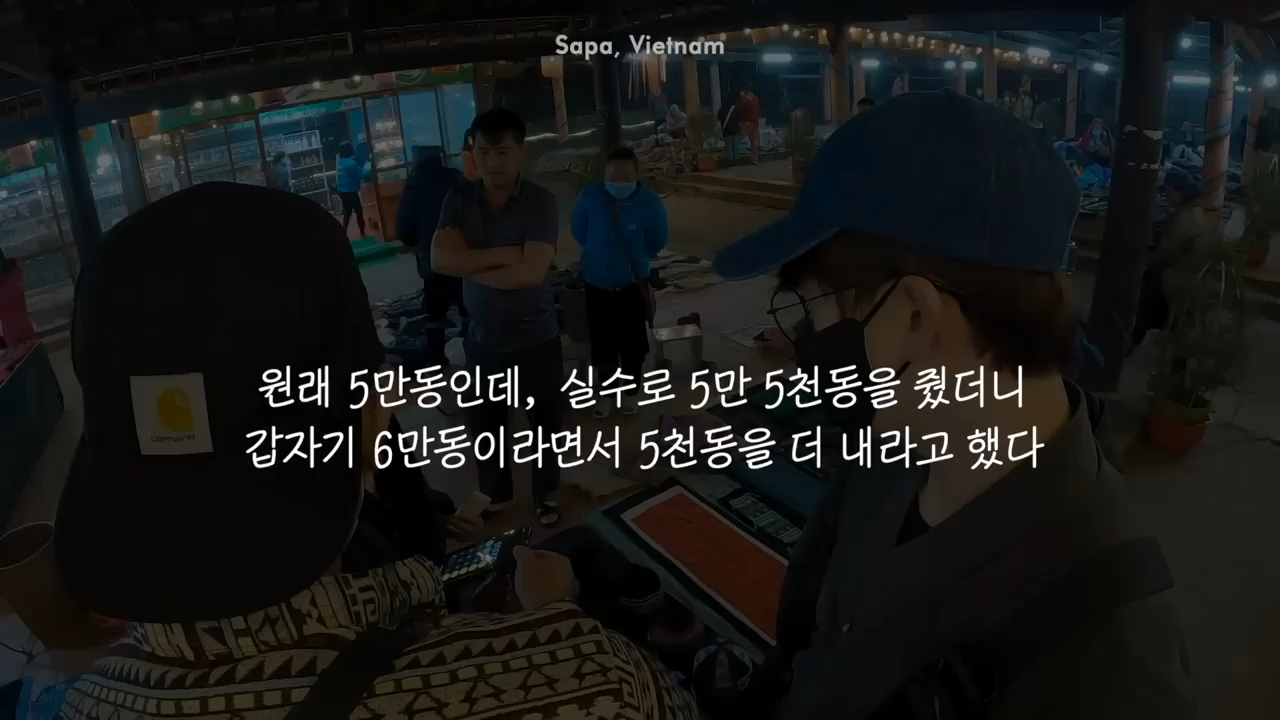 Sapa, Vietnam
원래 5만동인데, 실수로 5만 5천동을 줬더니
갑자기 6만동이라면서 5천동을 더 내라고 했다
carhartt